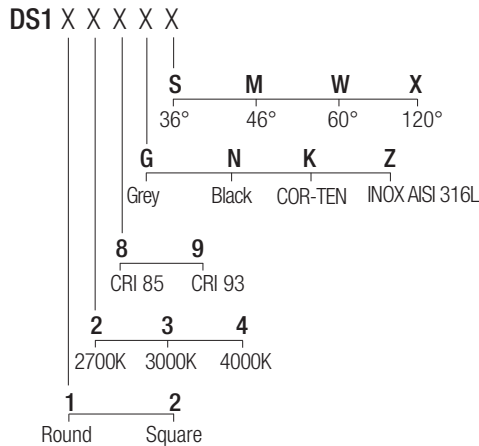 DS1 X X X X X
S M W X
36° 46° 60° 120°
G N K Z
Grey Black COR-TEN INOX AISI 316L
8 9
CRI 85 CRI 93
2 3 4
2700K 3000K 4000K
1 2
Round Square